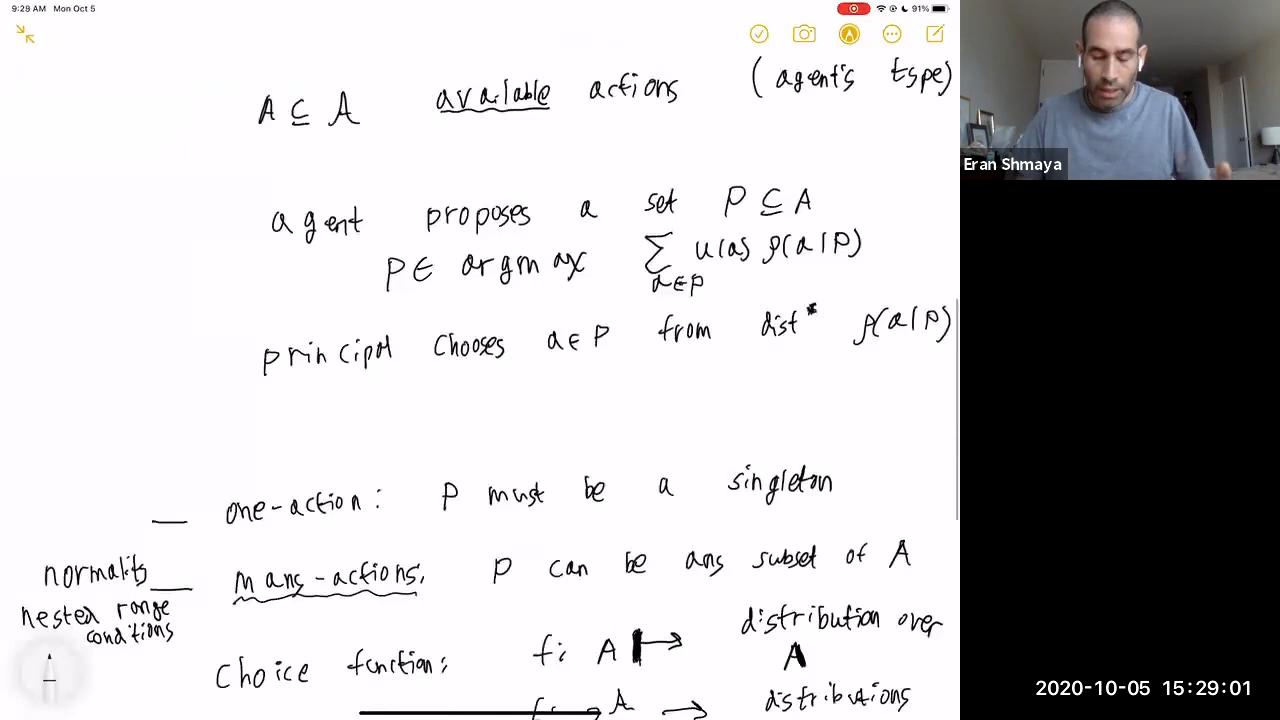 9:29 AM Mon Oct 5
91%
A ⊆ 𝒜 available actions (agent's type)
agent proposes a set P ⊆ A
P ∈ argmax ∑ u(a) ρ(a|P)
a∈P
principal chooses a∈P from dist ρ(a|P)
— one-action: P must be a singleton
normality — many-actions: P can be any subset of A
nested range
conditions
choice function: f: A ↦ distribution over
A
distributions
Eran Shmaya
2020-10-05 15:29:01